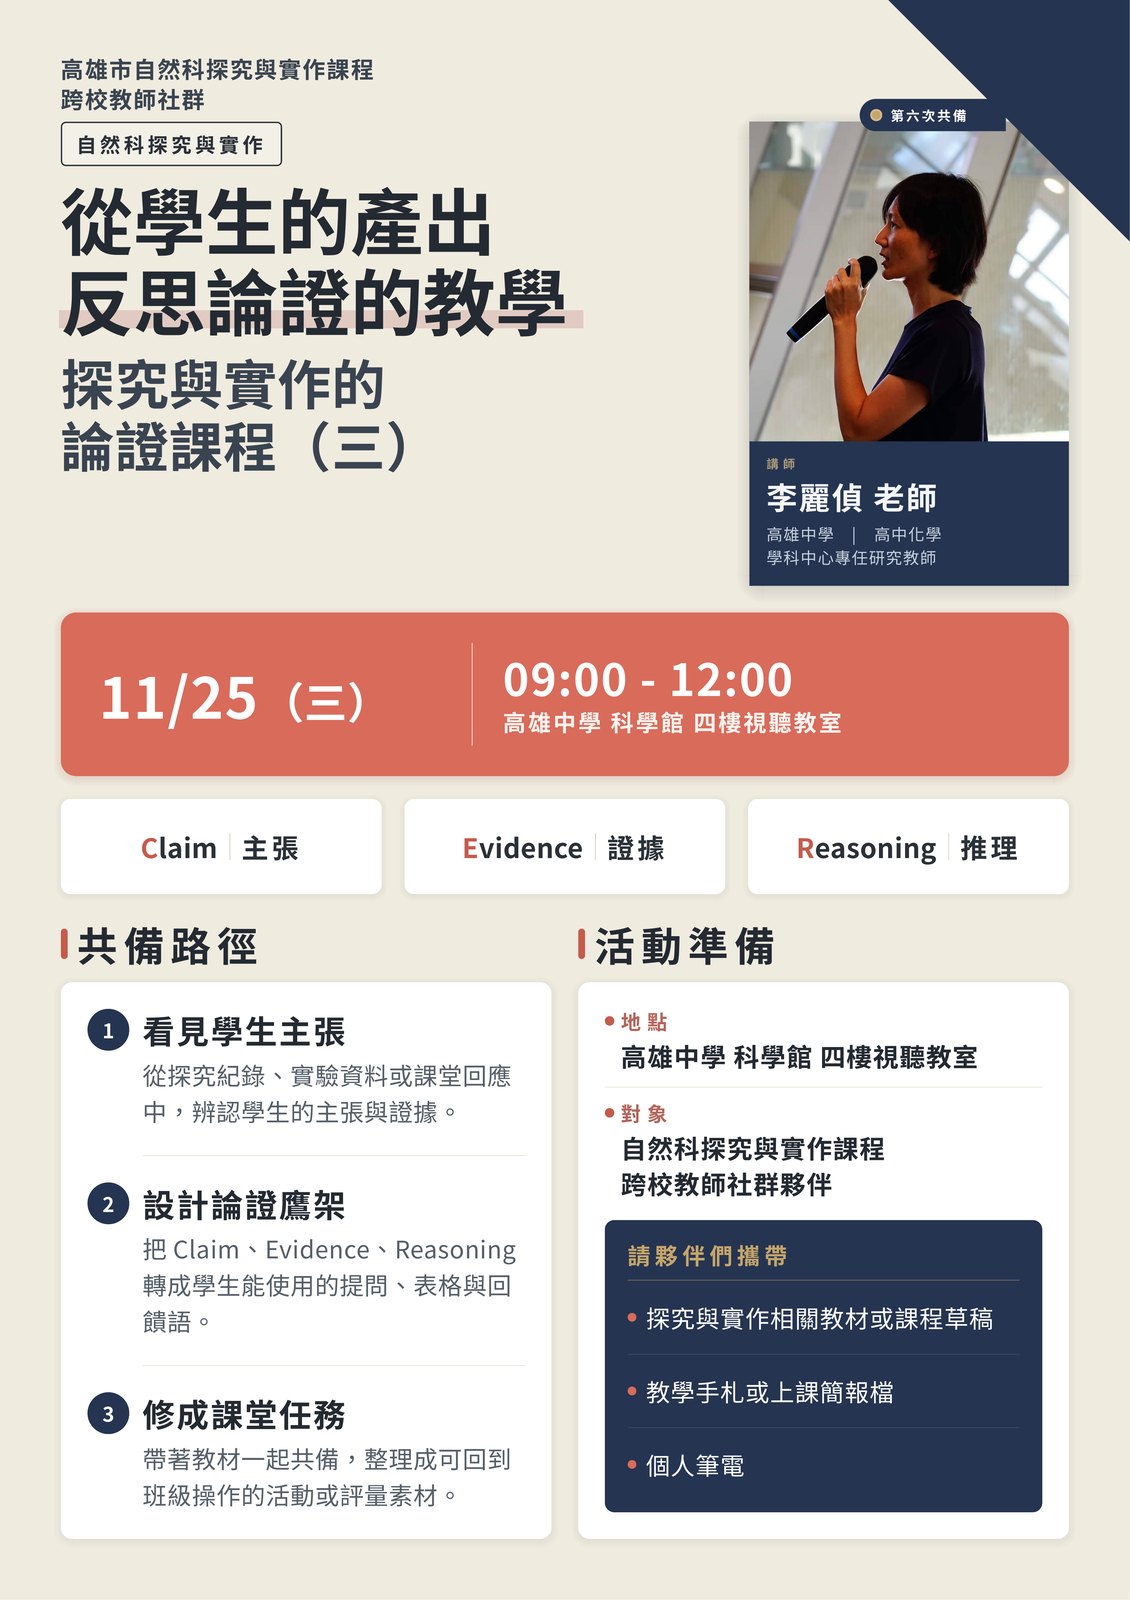 高雄市自然科探究與實作課程
跨校教師社群
自然科探究與實作
從學生的產出
反思論證的教學
探究與實作的
論證課程（三）
第六次共備
講師
李麗偵 老師
高雄中學 ｜ 高中化學
學科中心專任研究教師
11/25（三）
09:00 - 12:00
高雄中學 科學館 四樓視聽教室
Claim 主張
Evidence 證據
Reasoning 推理
共備路徑
1 看見學生主張
從探究紀錄、實驗資料或課堂回應
中，辨認學生的主張與證據。
2 設計論證鷹架
把 Claim、Evidence、Reasoning
轉成學生能使用的提問、表格與回
饋語。
3 修成課堂任務
帶著教材一起共備，整理成可回到
班級操作的活動或評量素材。
活動準備
地點
高雄中學 科學館 四樓視聽教室
對象
自然科探究與實作課程
跨校教師社群夥伴
請夥伴們攜帶
探究與實作相關教材或課程草稿
教學手札或上課簡報檔
個人筆電